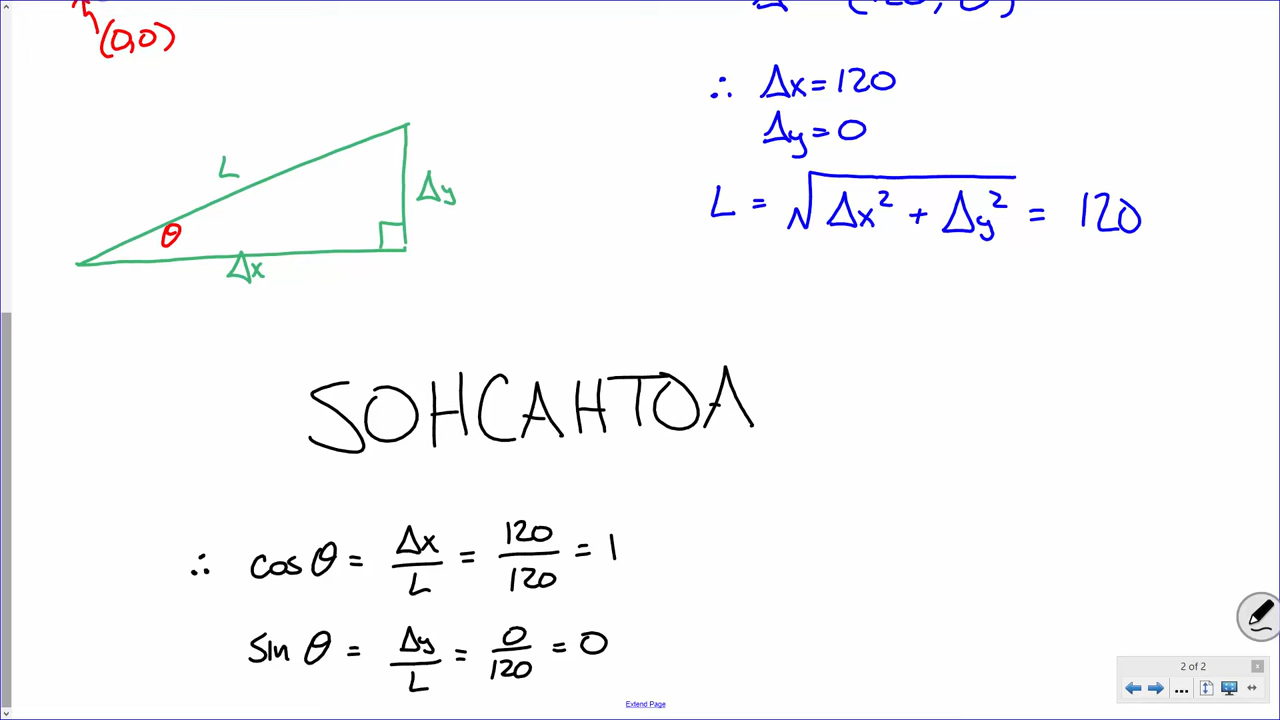 (0,0)
∴ Δx = 120
Δy = 0
L = √(Δx² + Δy²) = 120
L
Δy
θ
Δx
SOHCAHTOA
∴ cos θ = Δx/L = 120/120 = 1
sin θ = Δy/L = 0/120 = 0
2 of 2
Extend Page